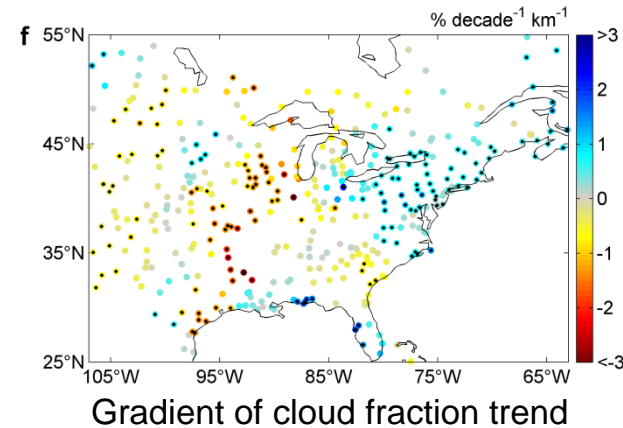 % decade⁻¹ km⁻¹
f
55°N
45°N
35°N
25°N
105°W 95°W 85°W 75°W 65°W
>3
2
1
0
-1
-2
<-3
Gradient of cloud fraction trend